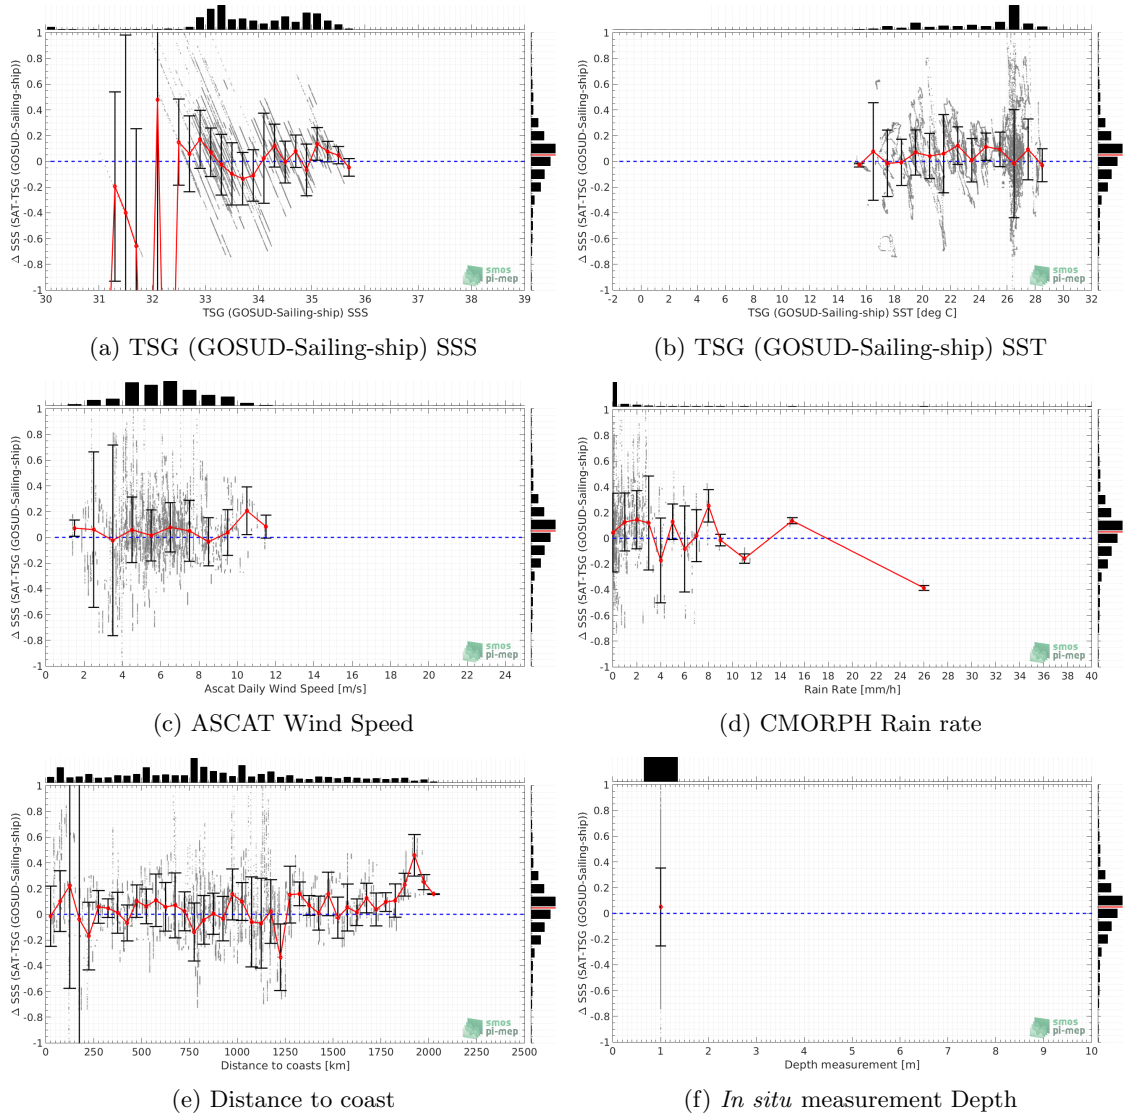 Δ SSS (SAT-TSG (GOSUD-Sailing-ship))
1
0.8
0.6
0.4
0.2
0
-0.2
-0.4
-0.6
-0.8
-1
30 31 32 33 34 35 36 37 38 39
TSG (GOSUD-Sailing-ship) SSS
smos
pi-mep
(a) TSG (GOSUD-Sailing-ship) SSS
Δ SSS (SAT-TSG (GOSUD-Sailing-ship))
1
0.8
0.6
0.4
0.2
0
-0.2
-0.4
-0.6
-0.8
-1
-2 0 2 4 6 8 10 12 14 16 18 20 22 24 26 28 30 32
TSG (GOSUD-Sailing-ship) SST [deg C]
smos
pi-mep
(b) TSG (GOSUD-Sailing-ship) SST
Δ SSS (SAT-TSG (GOSUD-Sailing-ship))
1
0.8
0.6
0.4
0.2
0
-0.2
-0.4
-0.6
-0.8
-1
0 2 4 6 8 10 12 14 16 18 20 22 24
Ascat Daily Wind Speed [m/s]
smos
pi-mep
(c) ASCAT Wind Speed
Δ SSS (SAT-TSG (GOSUD-Sailing-ship))
1
0.8
0.6
0.4
0.2
0
-0.2
-0.4
-0.6
-0.8
-1
0 2 4 6 8 10 12 14 16 18 20 22 24 26 28 30 32 34 36 38 40
Rain Rate [mm/h]
smos
pi-mep
(d) CMORPH Rain rate
Δ SSS (SAT-TSG (GOSUD-Sailing-ship))
1
0.8
0.6
0.4
0.2
0
-0.2
-0.4
-0.6
-0.8
-1
0 250 500 750 1000 1250 1500 1750 2000 2250 2500
Distance to coasts [km]
smos
pi-mep
(e) Distance to coast
Δ SSS (SAT-TSG (GOSUD-Sailing-ship))
1
0.8
0.6
0.4
0.2
0
-0.2
-0.4
-0.6
-0.8
-1
0 1 2 3 4 5 6 7 8 9 10
Depth measurement [m]
smos
pi-mep
(f) In situ measurement Depth